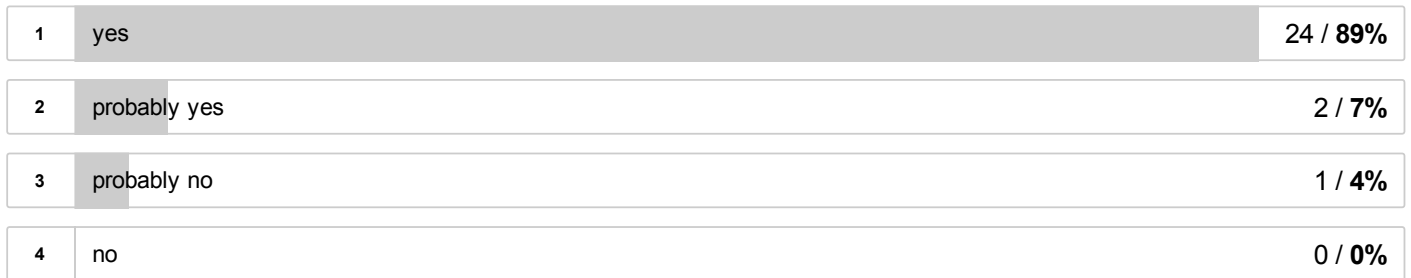 1 yes 24 / 89%
2 probably yes 2 / 7%
3 probably no 1 / 4%
4 no 0 / 0%